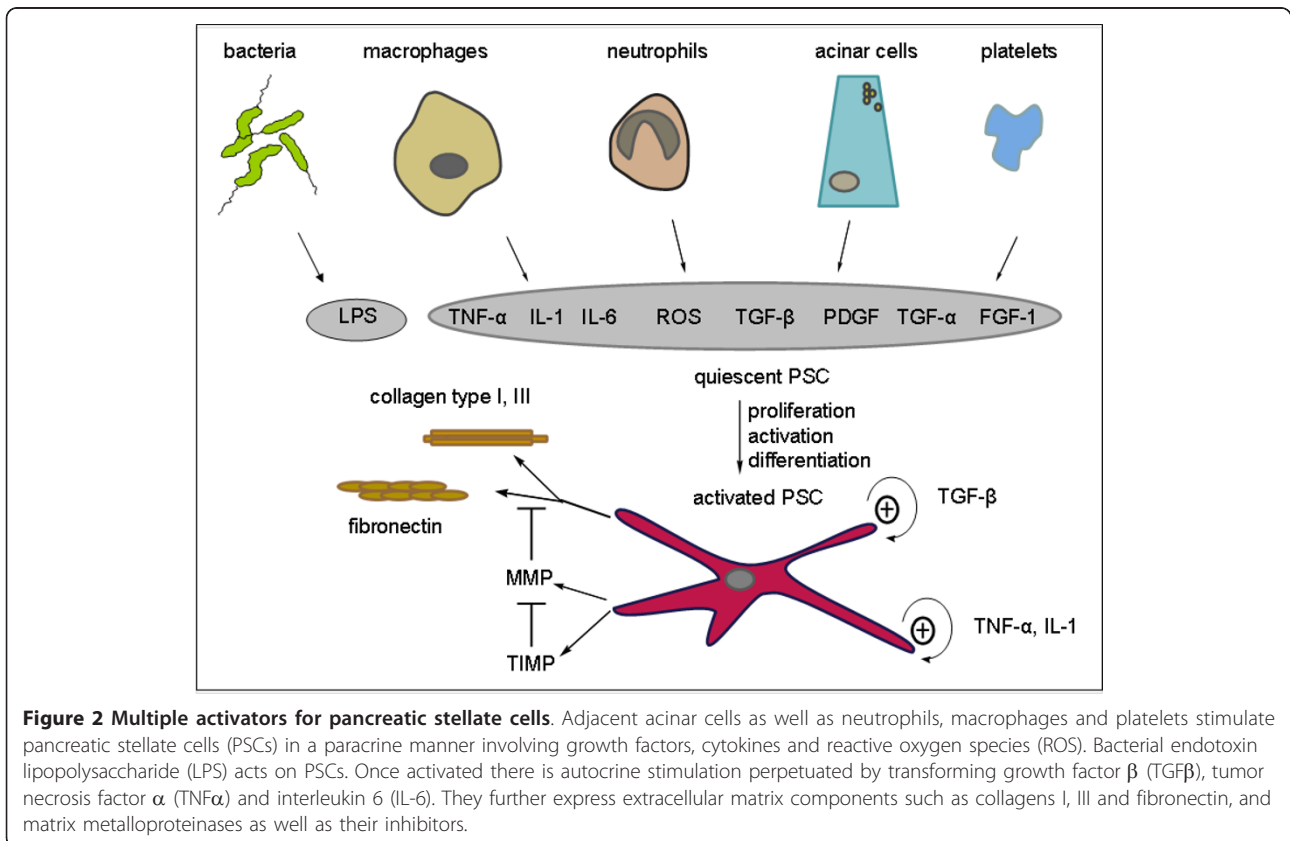 bacteria macrophages neutrophils acinar cells platelets
LPS TNF-α IL-1 IL-6 ROS TGF-β PDGF TGF-α FGF-1
quiescent PSC
collagen type I, III
proliferation
activation
differentiation
activated PSC
TGF-β
fibronectin
MMP
TNF-α, IL-1
TIMP
Figure 2 Multiple activators for pancreatic stellate cells. Adjacent acinar cells as well as neutrophils, macrophages and platelets stimulate
pancreatic stellate cells (PSCs) in a paracrine manner involving growth factors, cytokines and reactive oxygen species (ROS). Bacterial endotoxin
lipopolysaccharide (LPS) acts on PSCs. Once activated there is autocrine stimulation perpetuated by transforming growth factor β (TGFβ), tumor
necrosis factor α (TNFα) and interleukin 6 (IL-6). They further express extracellular matrix components such as collagens I, III and fibronectin, and
matrix metalloproteinases as well as their inhibitors.